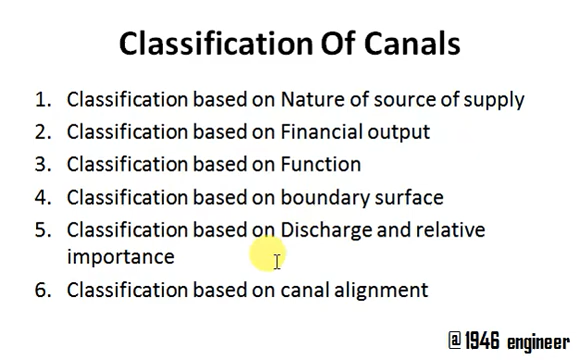 Classification Of Canals
1. Classification based on Nature of source of supply
2. Classification based on Financial output
3. Classification based on Function
4. Classification based on boundary surface
5. Classification based on Discharge and relative
importance
6. Classification based on canal alignment
@1946 engineer